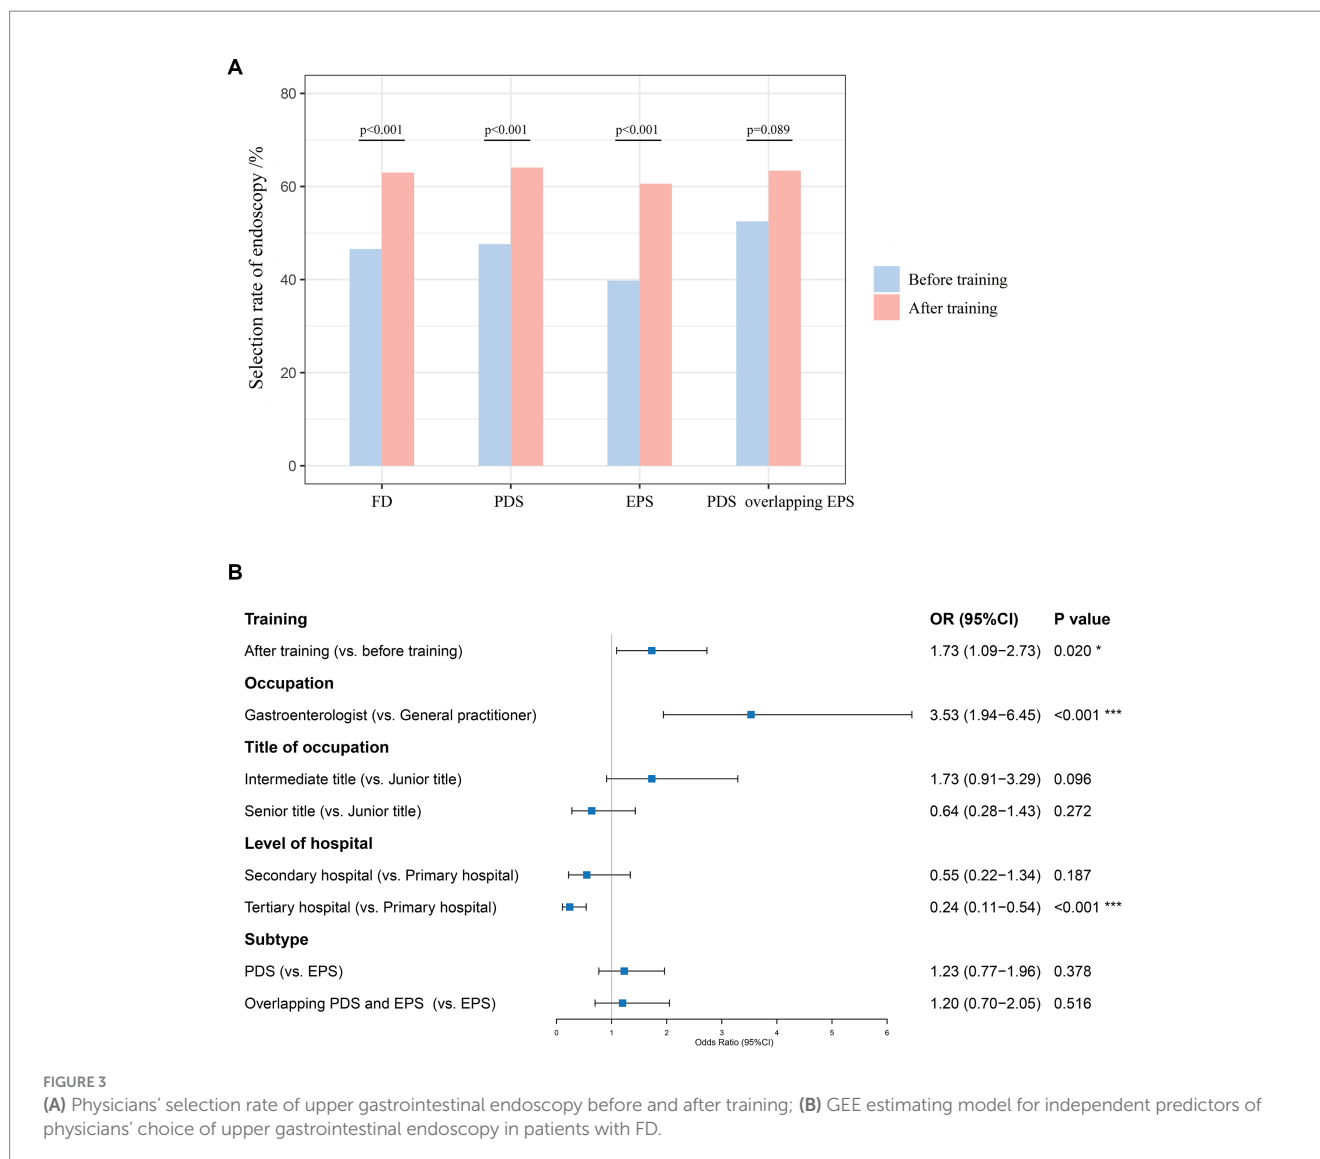 A
80
60
40
20
0
Selection rate of endoscopy /%
p<0.001
p<0.001
p<0.001
p=0.089
FD
PDS
EPS
PDS overlapping EPS
Before training
After training
B
Training OR (95%CI) P value
After training (vs. before training) 1.73 (1.09−2.73) 0.020 *
Occupation
Gastroenterologist (vs. General practitioner) 3.53 (1.94−6.45) <0.001 ***
Title of occupation
Intermediate title (vs. Junior title) 1.73 (0.91−3.29) 0.096
Senior title (vs. Junior title) 0.64 (0.28−1.43) 0.272
Level of hospital
Secondary hospital (vs. Primary hospital) 0.55 (0.22−1.34) 0.187
Tertiary hospital (vs. Primary hospital) 0.24 (0.11−0.54) <0.001 ***
Subtype
PDS (vs. EPS) 1.23 (0.77−1.96) 0.378
Overlapping PDS and EPS (vs. EPS) 1.20 (0.70−2.05) 0.516
0 1 2 3 4 5 6
Odds Ratio (95%CI)
FIGURE 3
(A) Physicians' selection rate of upper gastrointestinal endoscopy before and after training; (B) GEE estimating model for independent predictors of
physicians' choice of upper gastrointestinal endoscopy in patients with FD.